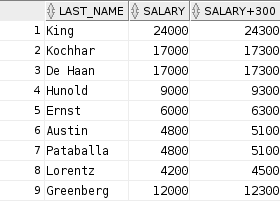 LAST_NAME SALARY SALARY+300
1 King 24000 24300
2 Kochhar 17000 17300
3 De Haan 17000 17300
4 Hunold 9000 9300
5 Ernst 6000 6300
6 Austin 4800 5100
7 Pataballa 4800 5100
8 Lorentz 4200 4500
9 Greenberg 12000 12300